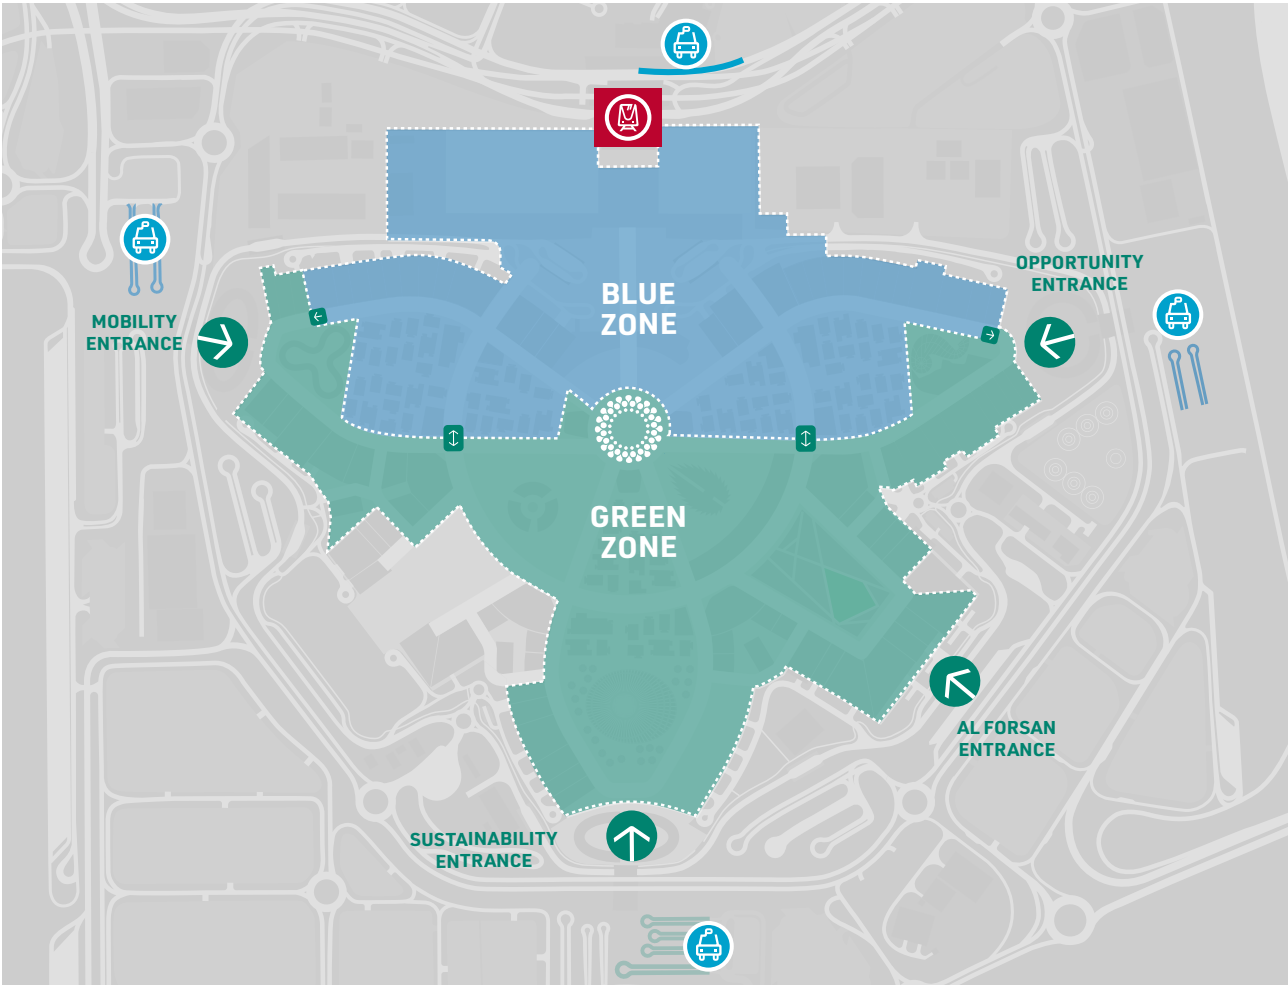 OPPORTUNITY
ENTRANCE
BLUE
ZONE
MOBILITY
ENTRANCE
GREEN
ZONE
AL FORSAN
ENTRANCE
SUSTAINABILITY
ENTRANCE